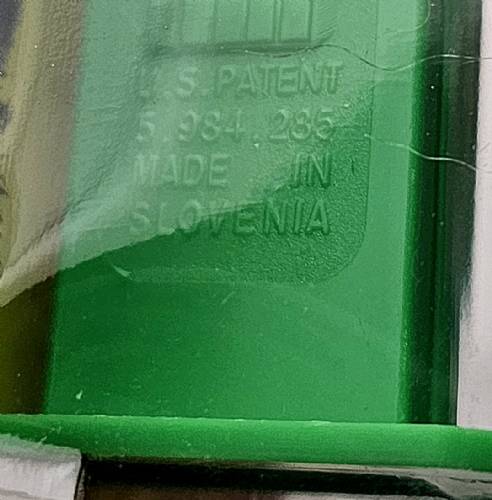 U.S.PATENT
5.984.285
MADE IN
SLOVENIA